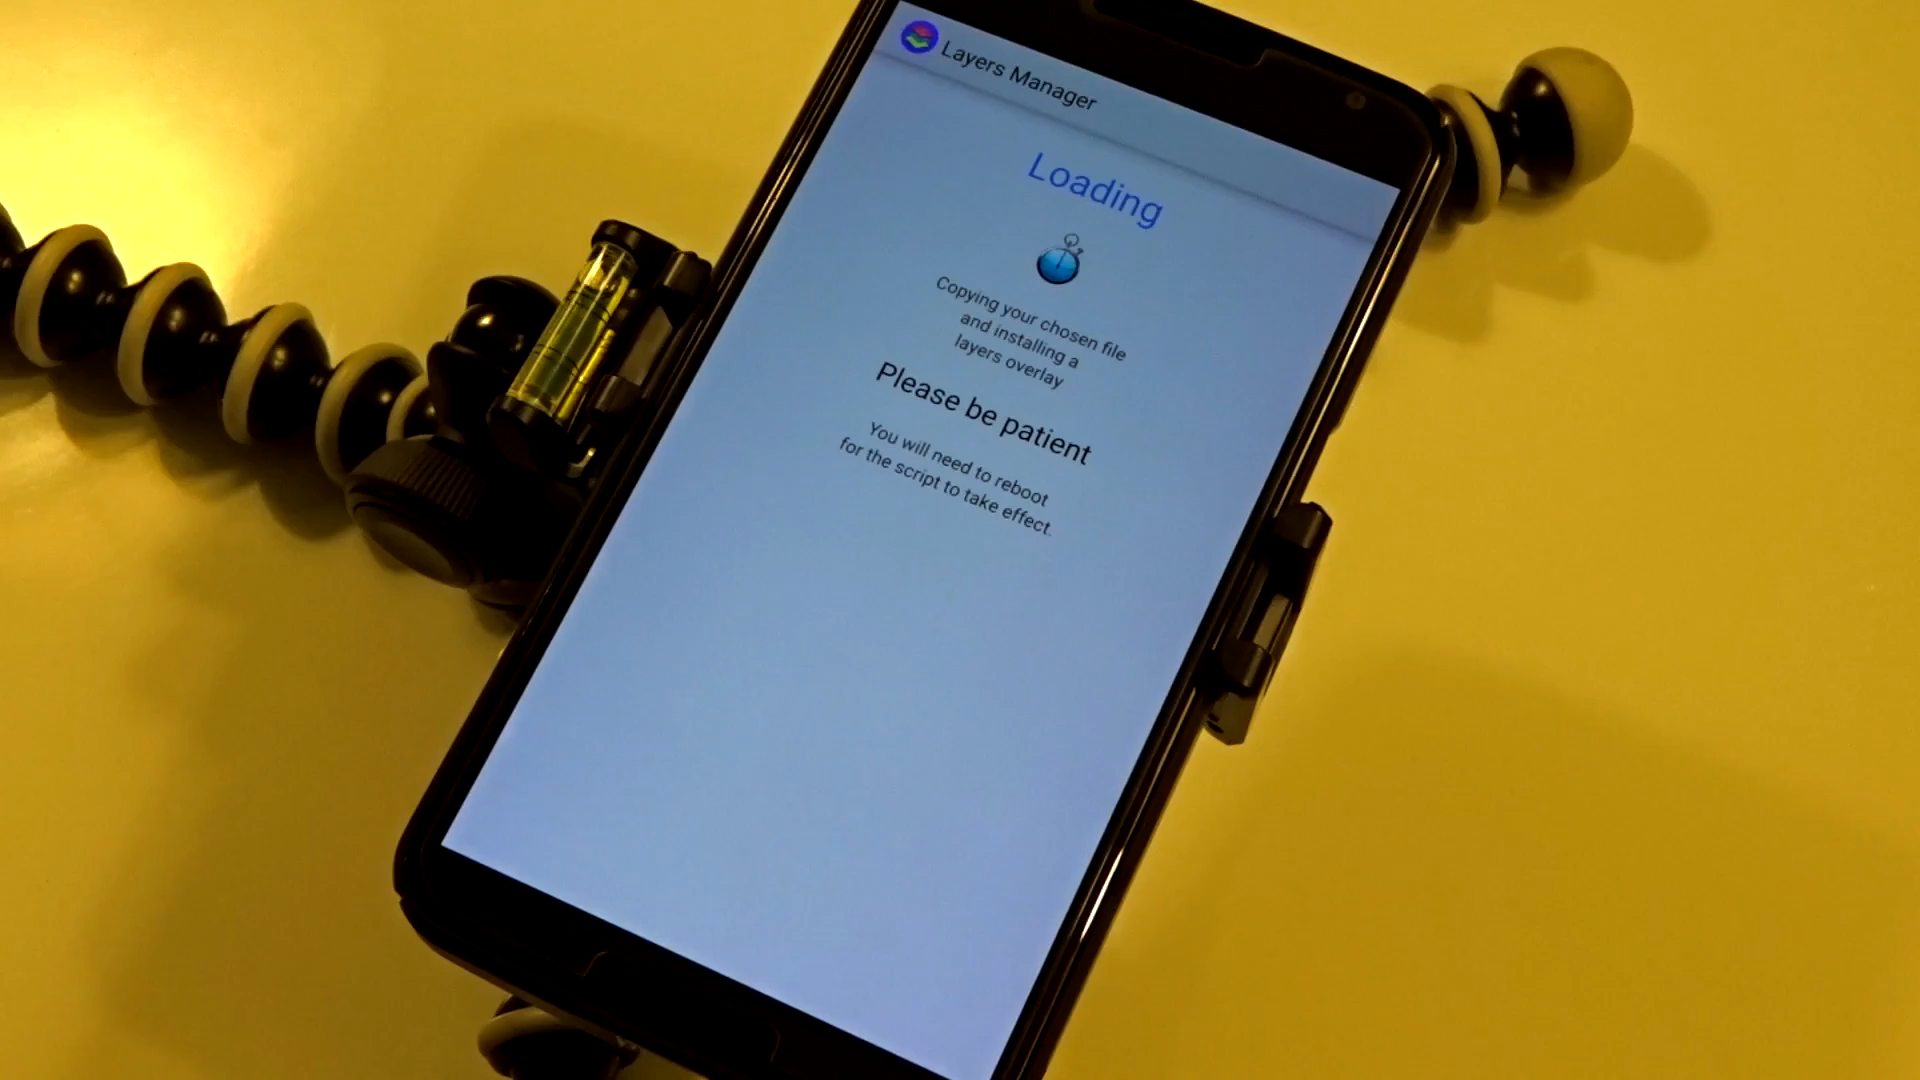 Layers Manager
Loading
Copying your chosen file
and installing a
layers overlay
Please be patient
You will need to reboot
for the script to take effect.